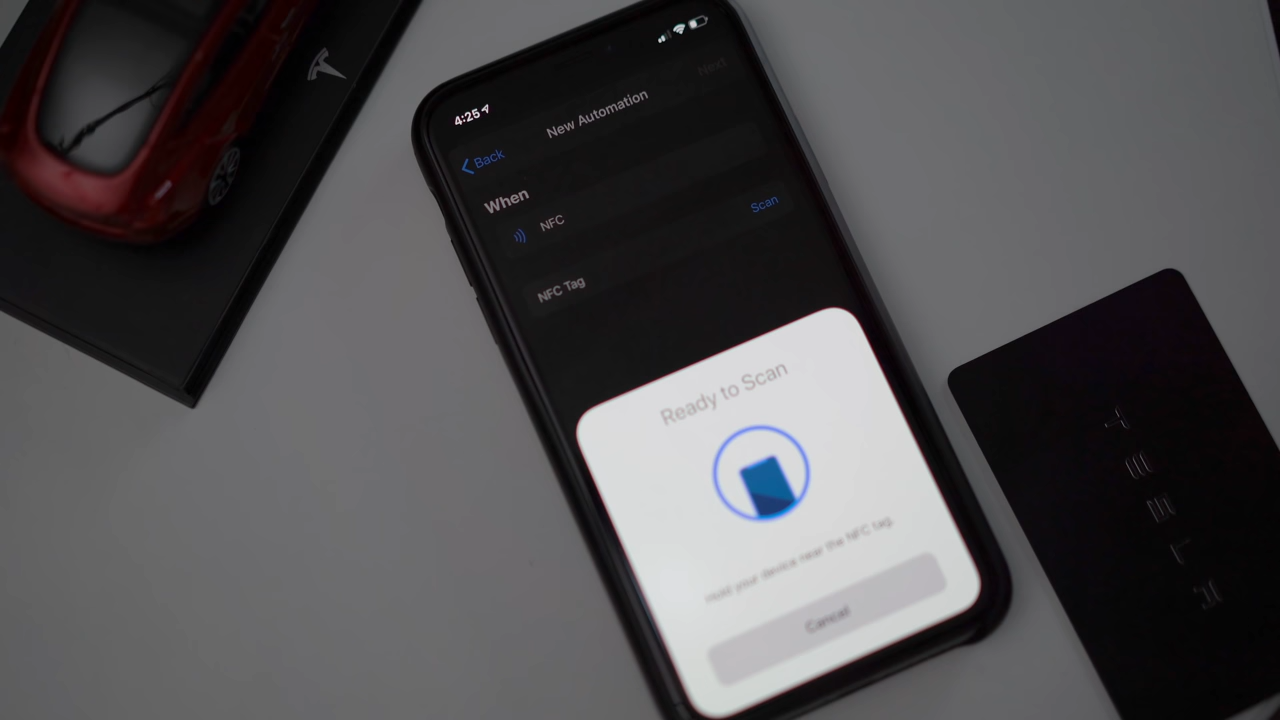 4:25
Next
New Automation
Back
When
NFC
Scan
NFC Tag
Ready to Scan
Hold your device near the NFC tag.
Cancel
TESLA